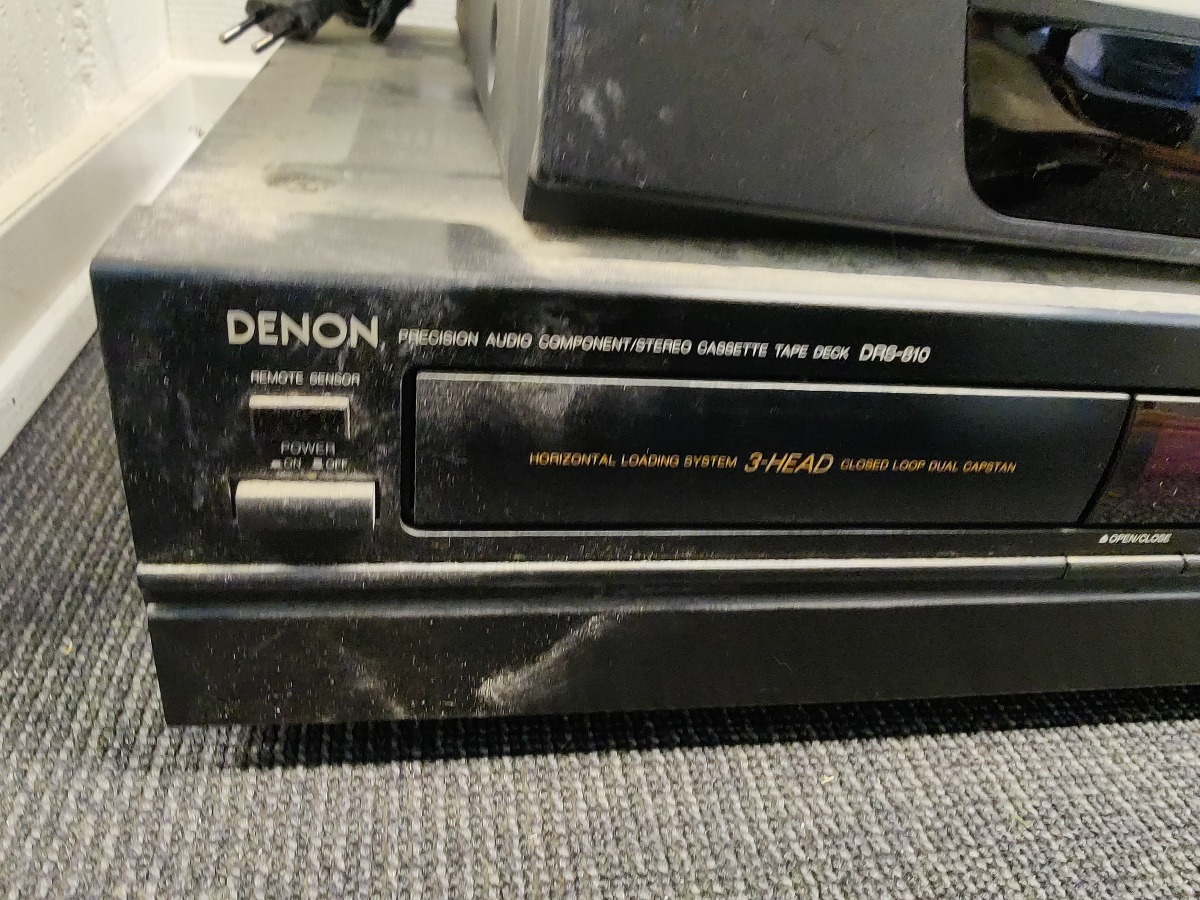 DENON PRECISION AUDIO COMPONENT/STEREO CASSETTE TAPE DECK DRS-810
REMOTE SENSOR
POWER
ON OFF
HORIZONTAL LOADING SYSTEM 3-HEAD CLOSED LOOP DUAL CAPSTAN
OPEN/CLOSE